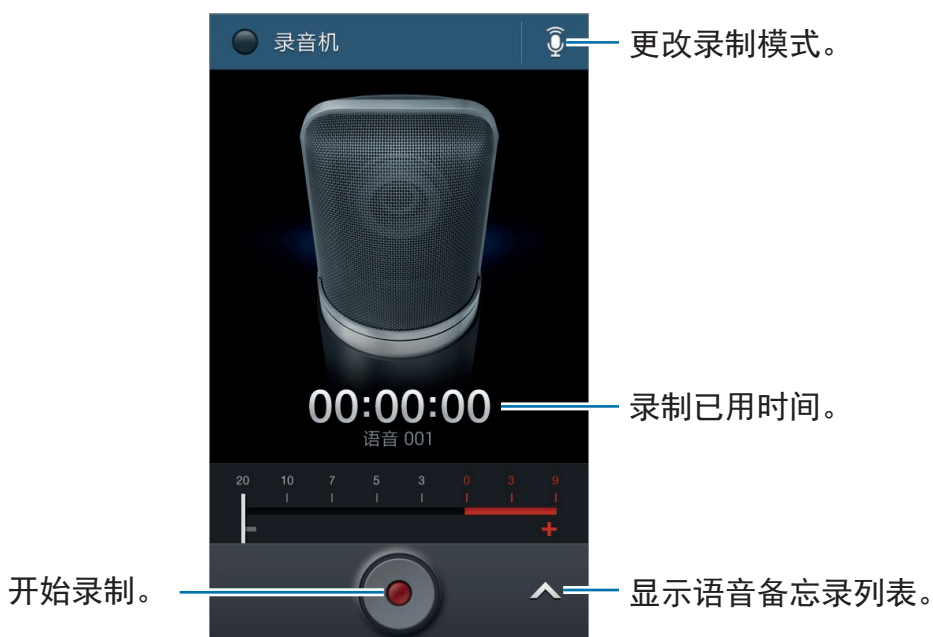 录音机
更改录制模式。
00:00:00
录制已用时间。
语音 001
20 10 7 5 3 0 3 9
- +
开始录制。
显示语音备忘录列表。